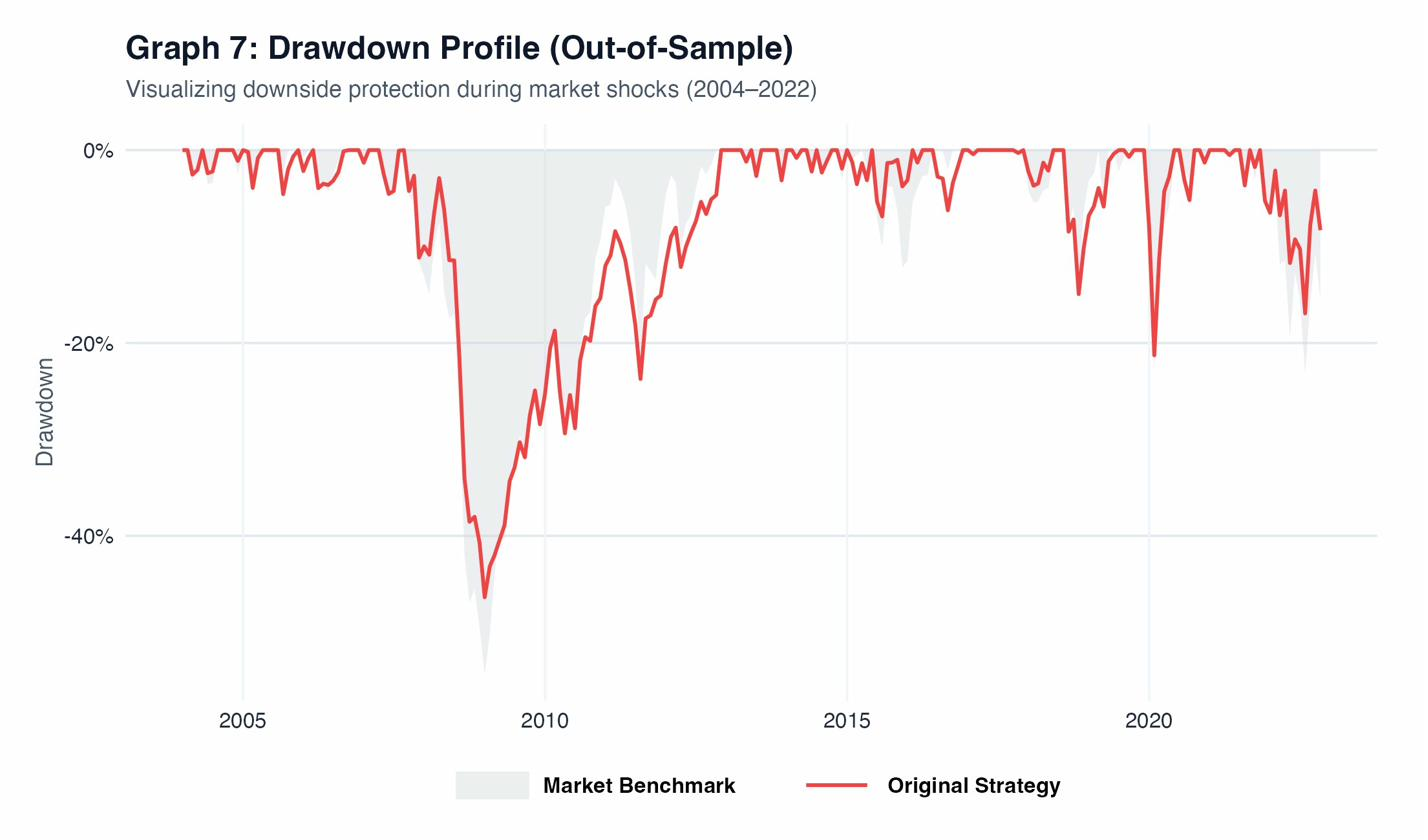 Graph 7: Drawdown Profile (Out-of-Sample)
Visualizing downside protection during market shocks (2004–2022)
0%
-20%
-40%
Drawdown
2005
2010
2015
2020
Market Benchmark
Original Strategy